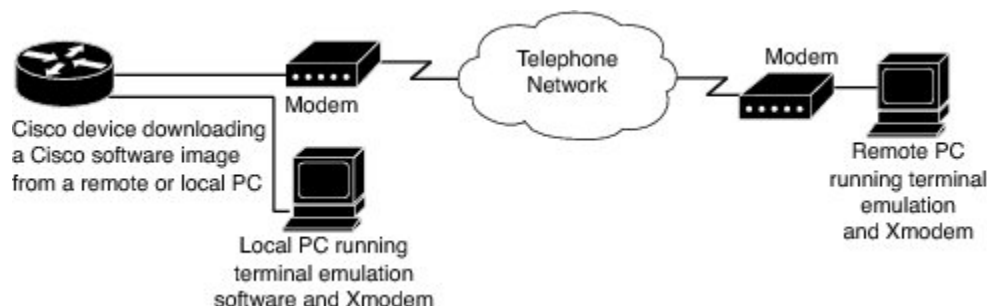 Telephone
Network
Modem
Modem
Cisco device downloading
a Cisco software image
from a remote or local PC
Remote PC
running terminal
emulation
and Xmodem
Local PC running
terminal emulation
software and Xmodem